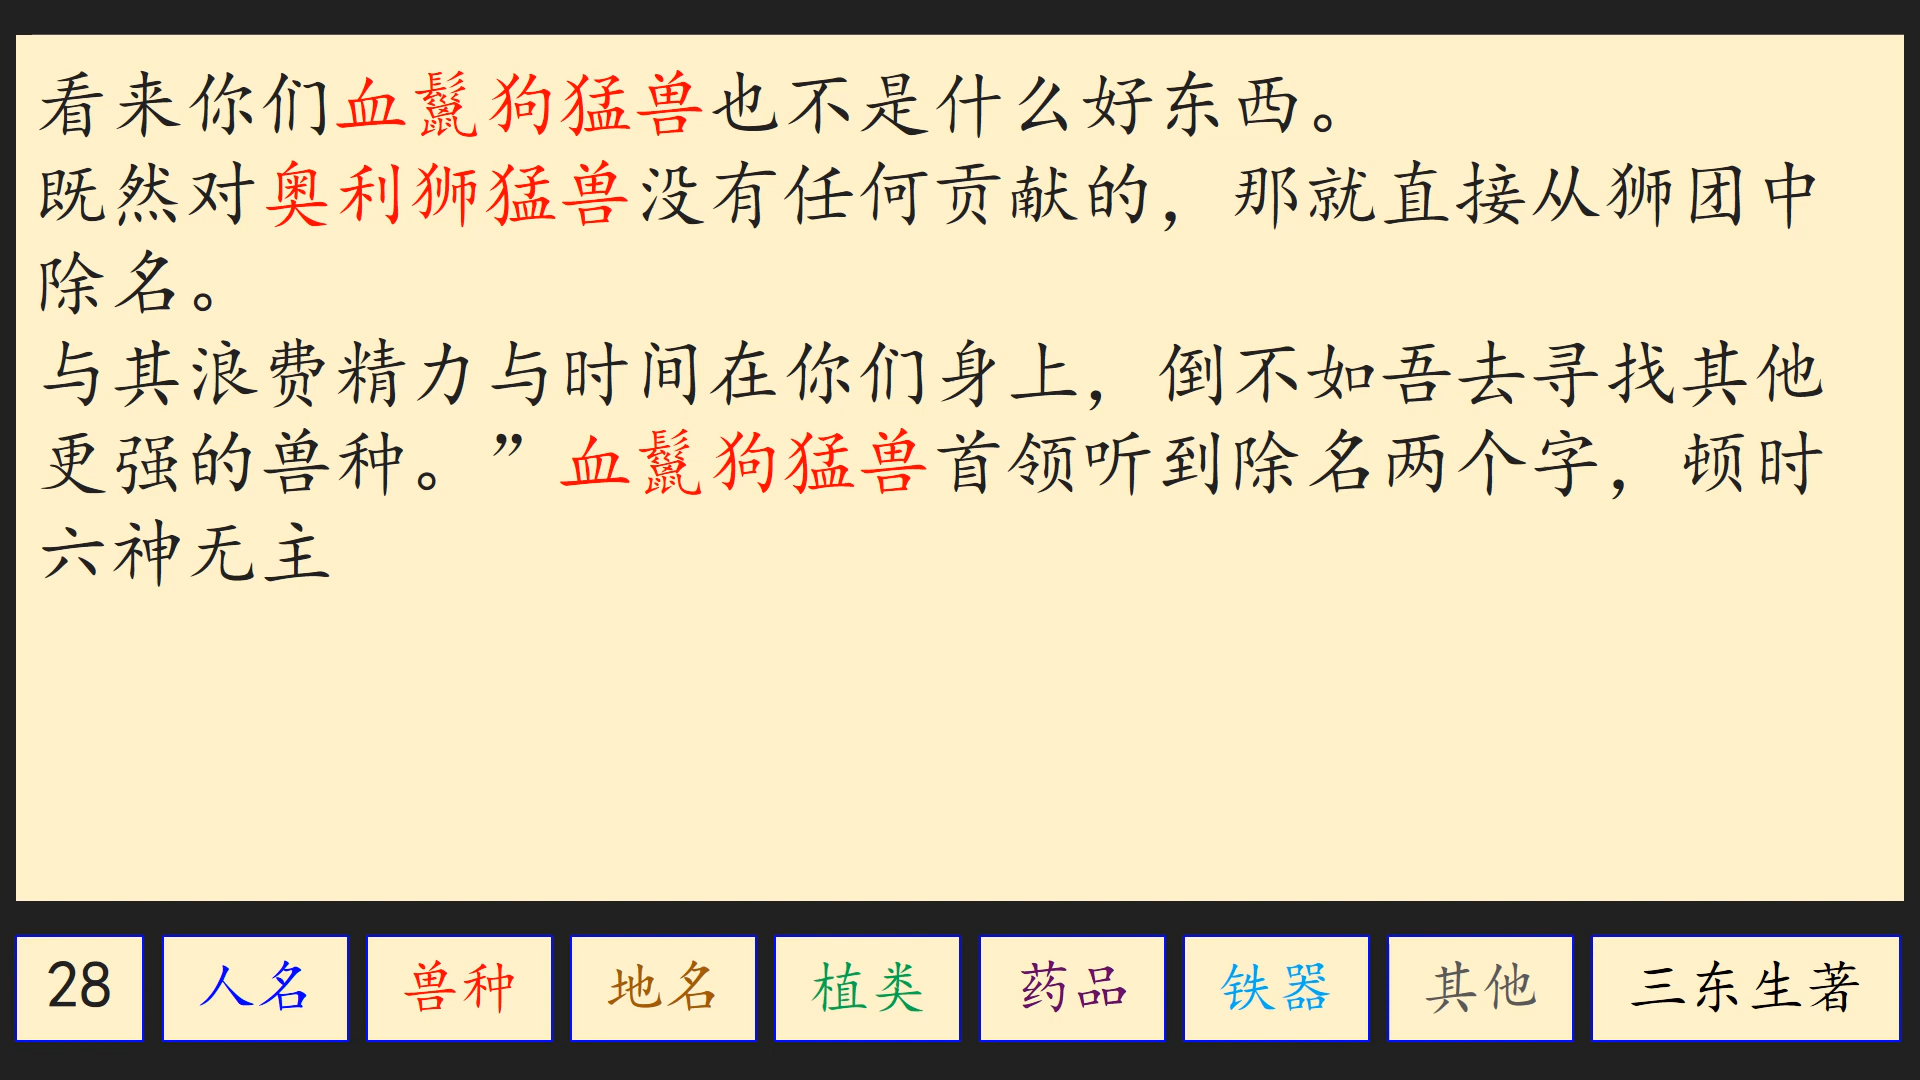 看来你们血鬣狗猛兽也不是什么好东西。
既然对奥利狮猛兽没有任何贡献的，那就直接从狮团中
除名。
与其浪费精力与时间在你们身上，倒不如吾去寻找其他
更强的兽种。”血鬣狗猛兽首领听到除名两个字，顿时
六神无主
28 人名 兽种 地名 植类 药品 铁器 其他 三东生著